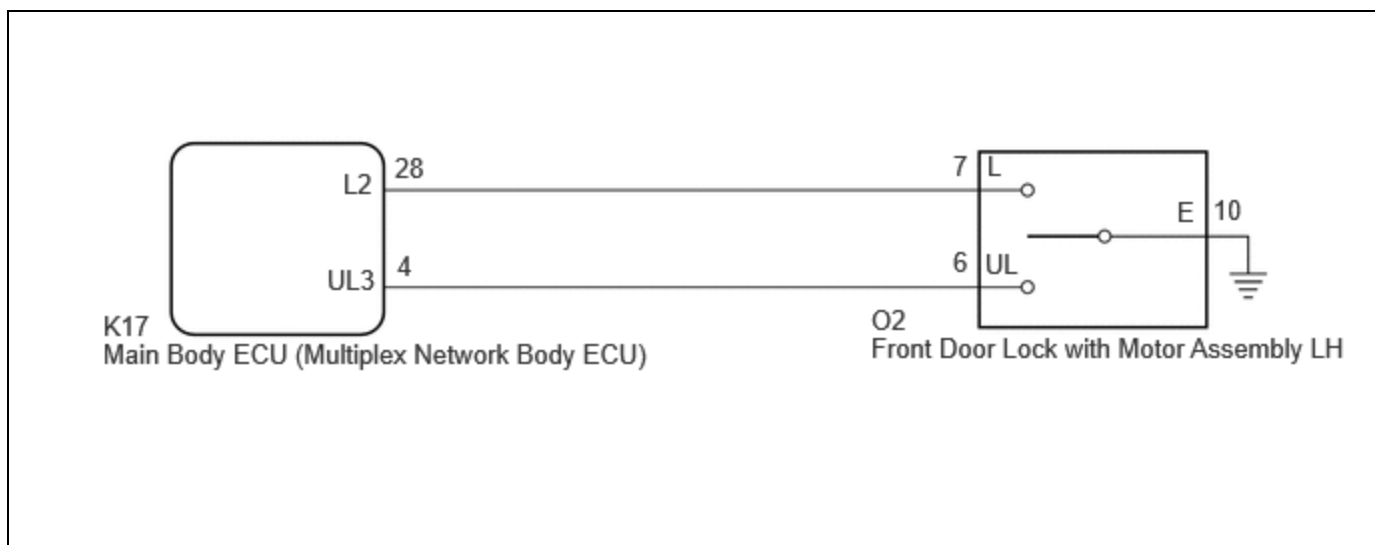 L2 28
7 L
E 10
UL3 4
6 UL
K17
Main Body ECU (Multiplex Network Body ECU)
O2
Front Door Lock with Motor Assembly LH